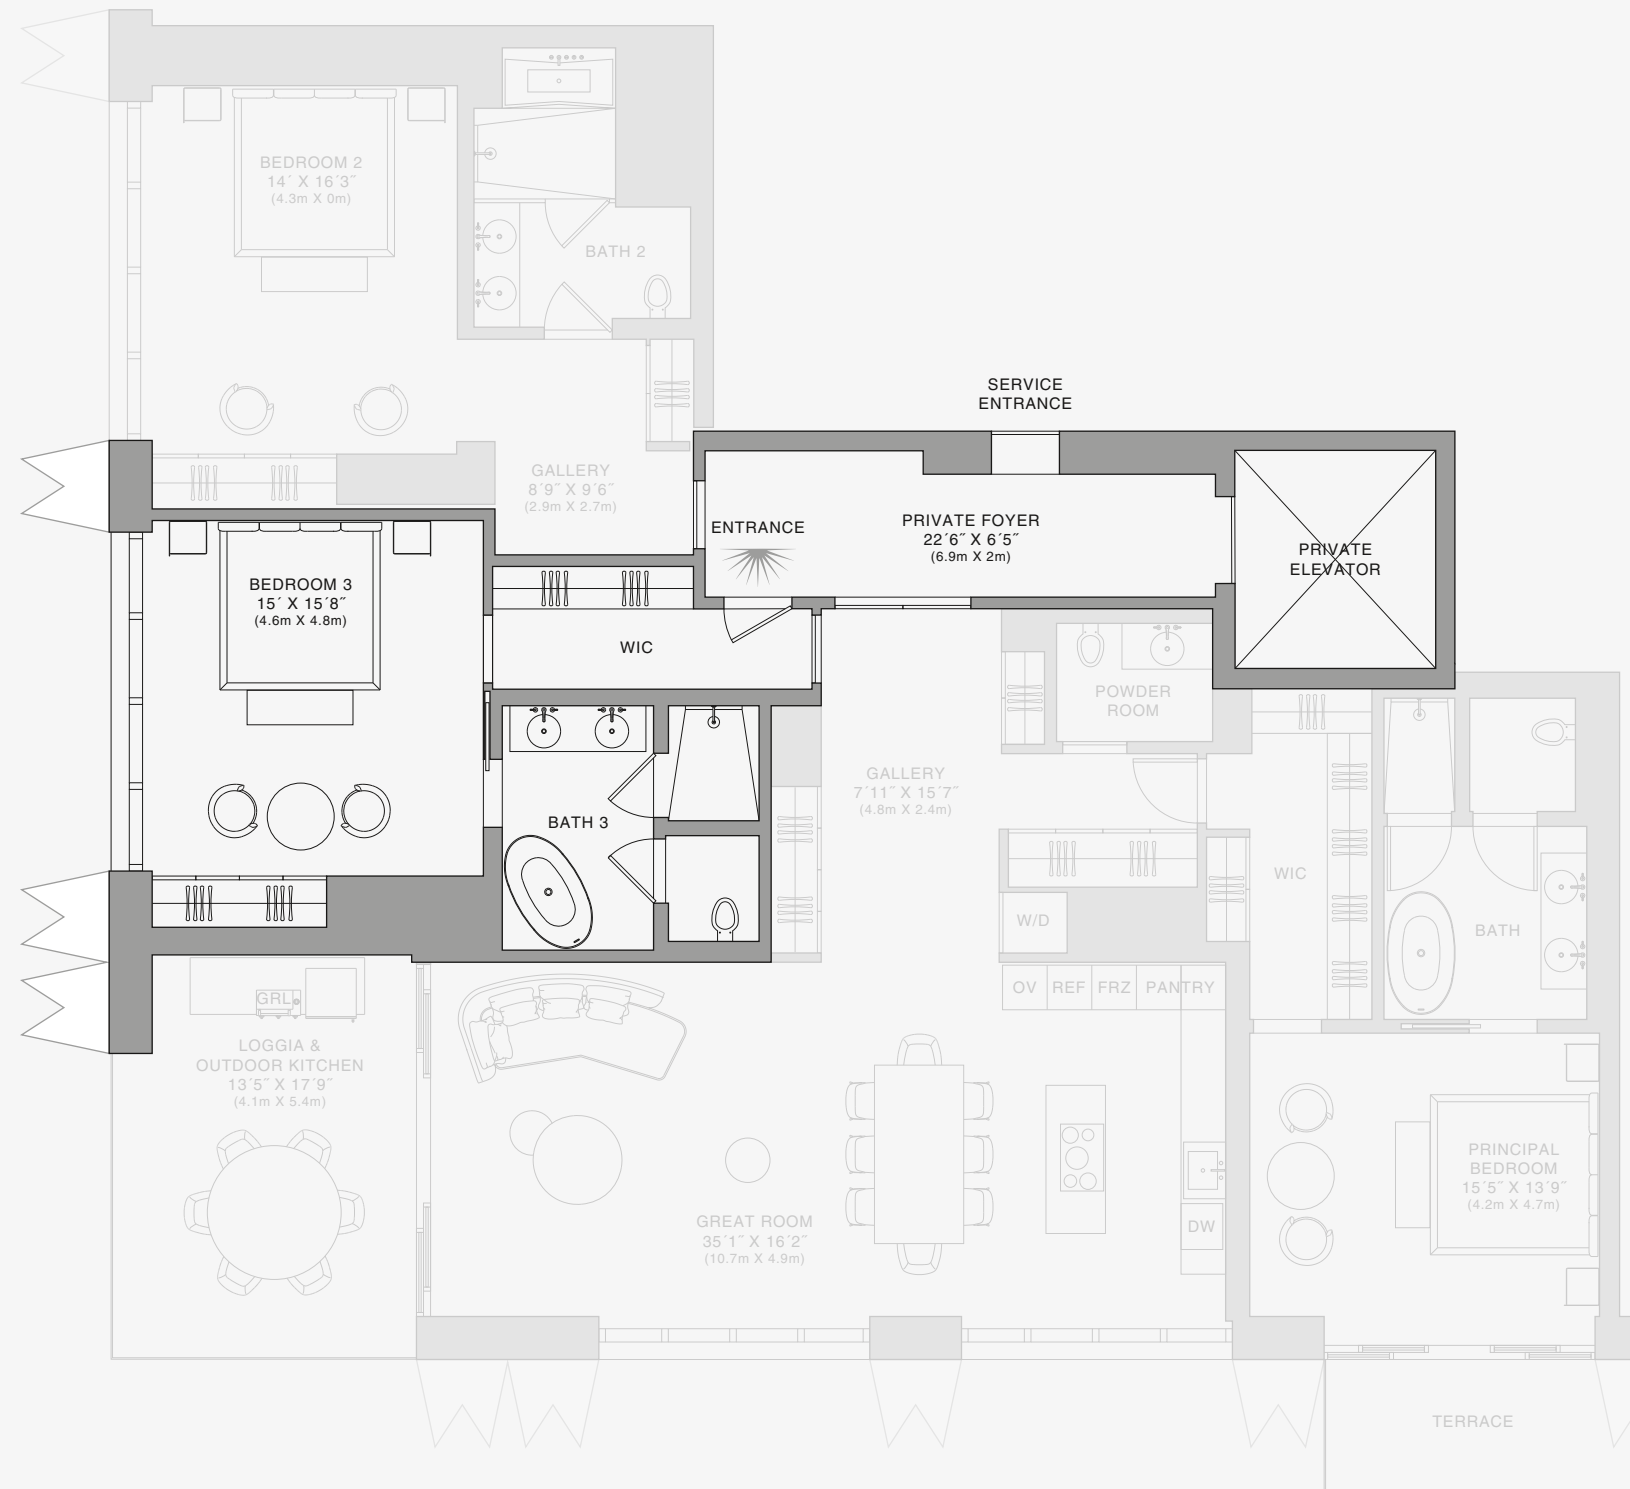 BEDROOM 2
14´ X 16´3˝
(4.3m X 0m)
BATH 2
SERVICE
ENTRANCE
GALLERY
8´9˝ X 9´6˝
(2.9m X 2.7m)
ENTRANCE
PRIVATE FOYER
22´6˝ X 6´5˝
(6.9m X 2m)
PRIVATE
ELEVATOR
BEDROOM 3
15´ X 15´8˝
(4.6m X 4.8m)
WIC
POWDER
ROOM
GALLERY
7´11˝ X 15´7˝
(4.8m X 2.4m)
BATH 3
WIC
W/D
BATH
OV
REF
FRZ
PANTRY
GRL
LOGGIA &
OUTDOOR KITCHEN
13´5˝ X 17´9˝
(4.1m X 5.4m)
PRINCIPAL
BEDROOM
15´5˝ X 13´9˝
(4.2m X 4.7m)
GREAT ROOM
35´1˝ X 16´2˝
(10.7m X 4.9m)
DW
TERRACE